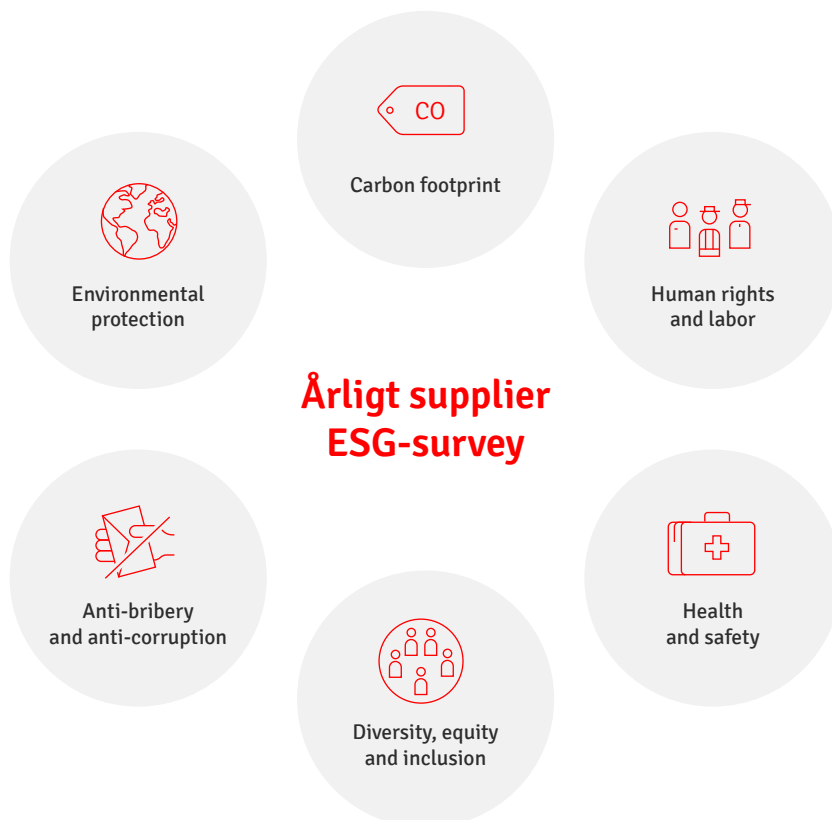 CO
Carbon footprint
Environmental
protection
Human rights
and labor
Årligt supplier
ESG-survey
Anti-bribery
and anti-corruption
Health
and safety
Diversity, equity
and inclusion